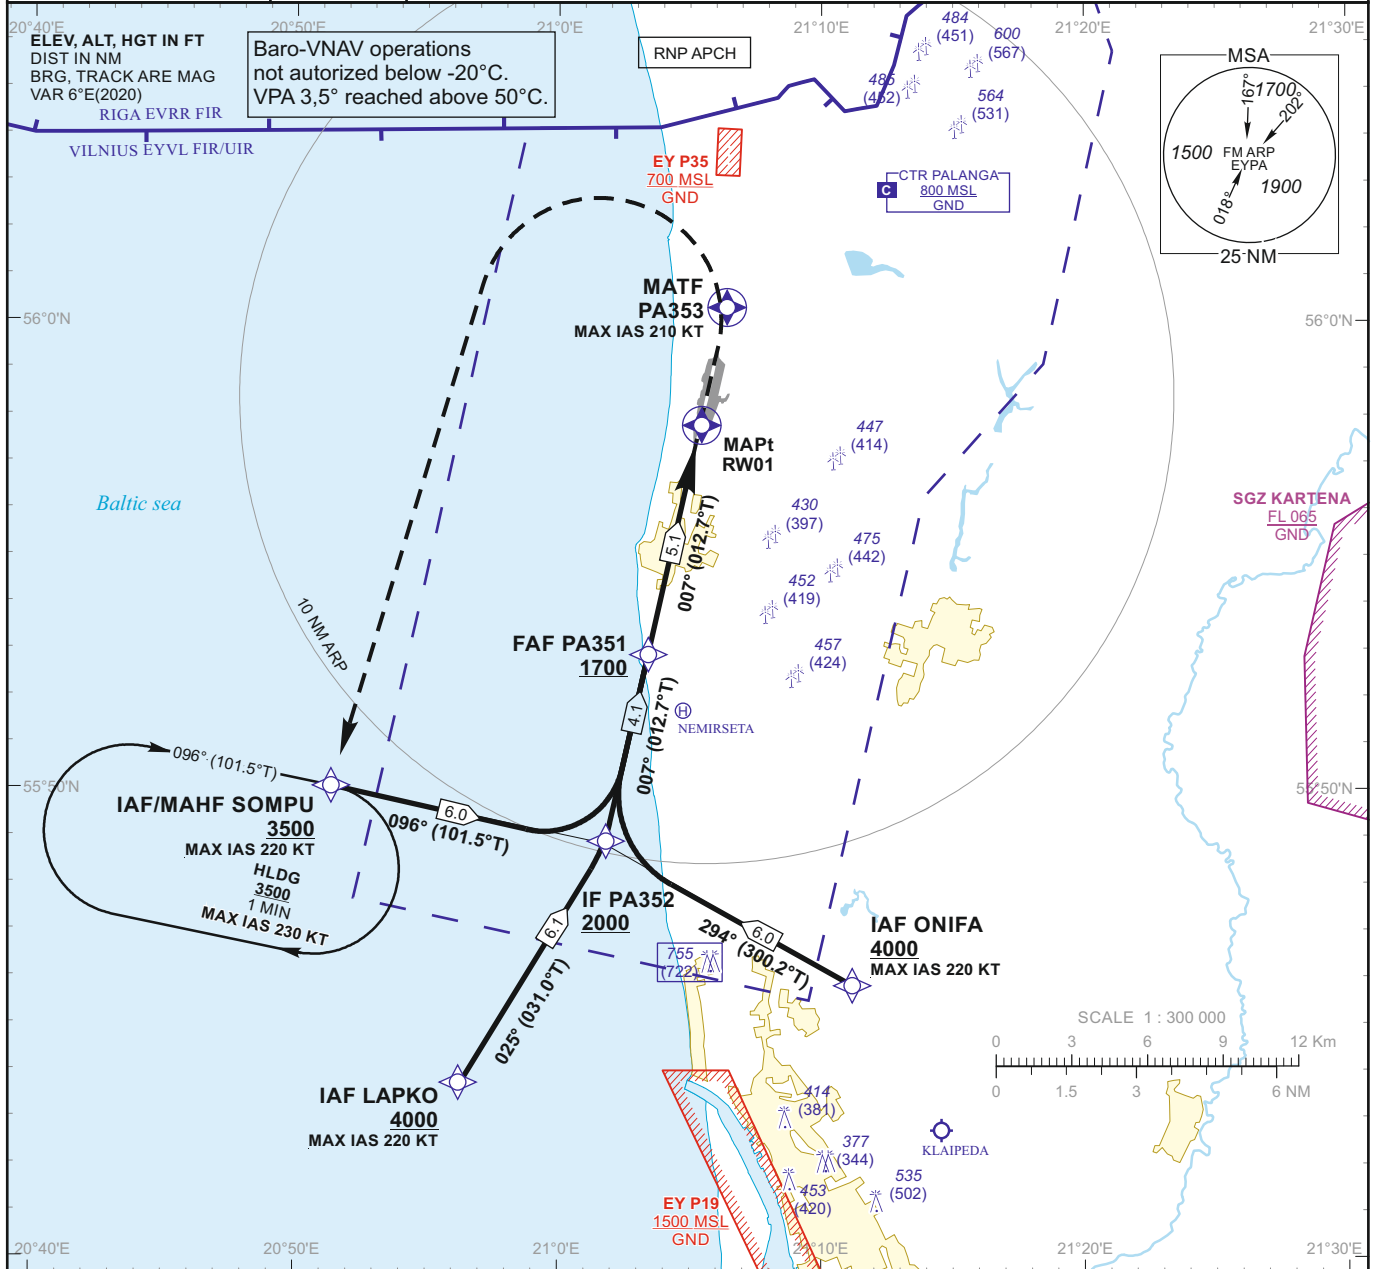 20°40'E
20°50'E
21°0'E
21°10'E
21°20'E
21°30'E
ELEV, ALT, HGT IN FT
DIST IN NM
BRG, TRACK ARE MAG
VAR 6°E(2020)
Baro-VNAV operations
not autorized below -20°C.
VPA 3,5° reached above 50°C.
RNP APCH
484
(451)
600
(567)
485
(452)
564
(531)
MSA
167°
1700
202°
1500
FM ARP
EYPA
1900
018°
25 NM
RIGA EVRR FIR
VILNIUS EYVL FIR/UIR
EY P35
700 MSL
GND
C
CTR PALANGA
800 MSL
GND
56°0'N
56°0'N
MATF
PA353
MAX IAS 210 KT
MAPt
RW01
447
(414)
Baltic sea
430
(397)
475
(442)
452
(419)
457
(424)
SGZ KARTENA
FL 065
GND
5.1
007° (012.7°T)
10 NM ARP
FAF PA351
1700
4.1
007° (012.7°T)
H
NEMIRSETA
096° (101.5°T)
55°50'N
55°50'N
IAF/MAHF SOMPU
3500
MAX IAS 220 KT
HLDG
3500
1 MIN
MAX IAS 230 KT
6.0
096° (101.5°T)
IF PA352
2000
6.1
025° (031.0°T)
6.0
294° (300.2°T)
IAF ONIFA
4000
MAX IAS 220 KT
755
(722)
IAF LAPKO
4000
MAX IAS 220 KT
SCALE 1 : 300 000
0 3 6 9 12 Km
0 1.5 3 6 NM
414
(381)
377
(344)
453
(420)
535
(502)
KLAIPEDA
EY P19
1500 MSL
GND
20°40'E
20°50'E
21°0'E
21°10'E
21°20'E
21°30'E